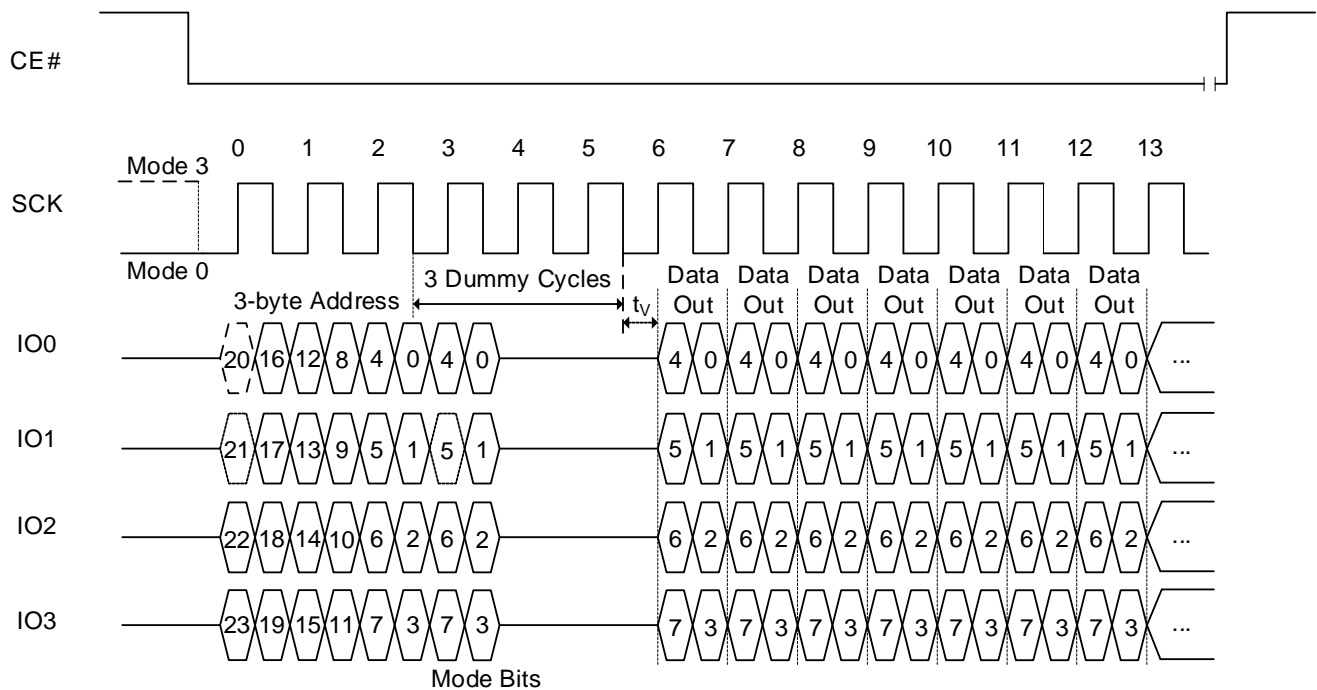 CE#
0 1 2 3 4 5 6 7 8 9 10 11 12 13
Mode 3
SCK
Mode 0
3 Dummy Cycles
Data Data Data Data Data Data Data
3-byte Address
tV
Out Out Out Out Out Out Out
IO0 20 16 12 8 4 0 4 0 4 0 4 0 4 0 4 0 4 0 4 0 4 0 ...
IO1 21 17 13 9 5 1 5 1 5 1 5 1 5 1 5 1 5 1 5 1 5 1 ...
IO2 22 18 14 10 6 2 6 2 6 2 6 2 6 2 6 2 6 2 6 2 6 2 ...
IO3 23 19 15 11 7 3 7 3 7 3 7 3 7 3 7 3 7 3 7 3 7 3 ...
Mode Bits